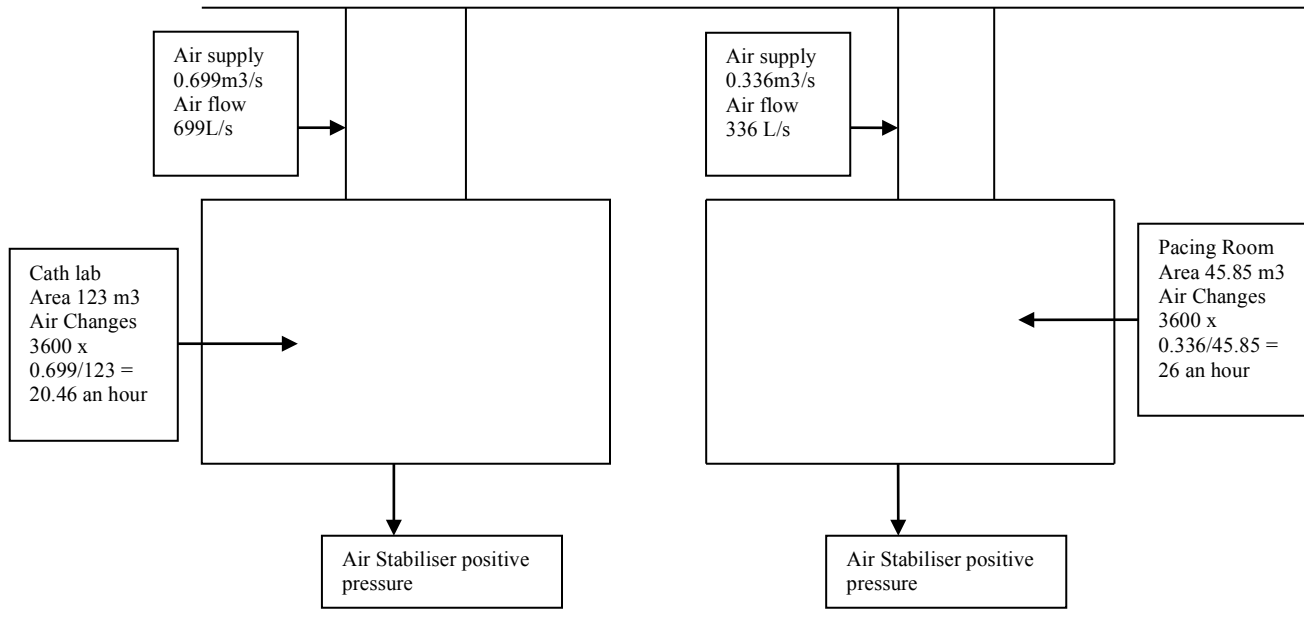 Air supply
0.699m3/s
Air flow
699L/s
Air supply
0.336m3/s
Air flow
336 L/s
Cath lab
Area 123 m3
Air Changes
3600 x
0.699/123 =
20.46 an hour
Pacing Room
Area 45.85 m3
Air Changes
3600 x
0.336/45.85 =
26 an hour
Air Stabiliser positive
pressure
Air Stabiliser positive
pressure